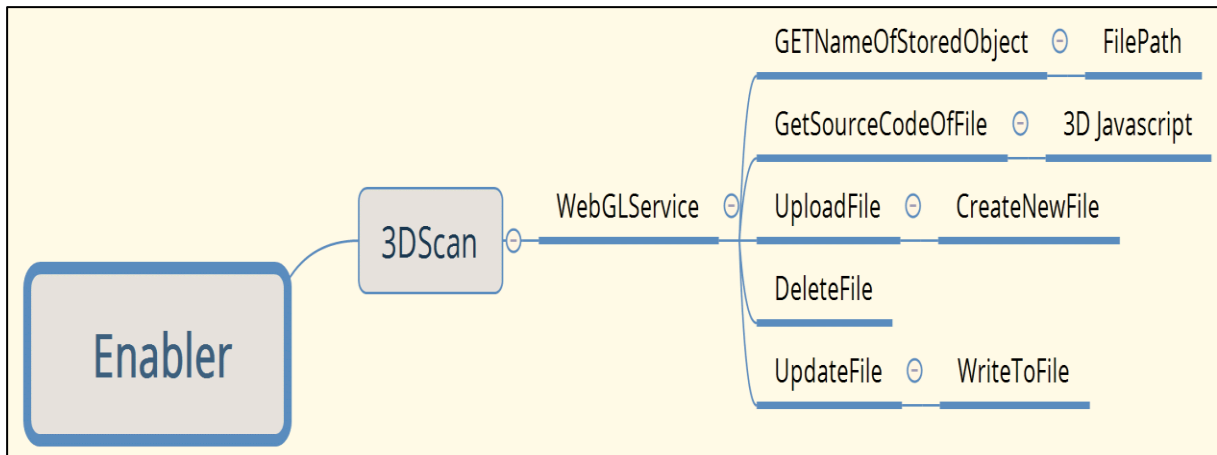 GETNameOfStoredObject
FilePath
GetSourceCodeOfFile
3D Javascript
WebGLService
UploadFile
CreateNewFile
3DScan
DeleteFile
Enabler
UpdateFile
WriteToFile